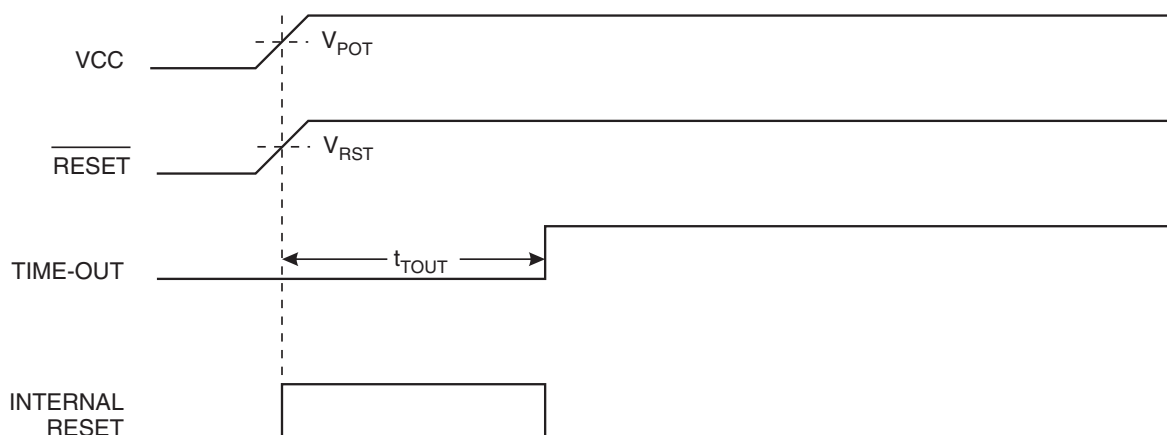 VCC
V_POT
RESET
V_RST
TIME-OUT
t_TOUT
INTERNAL
RESET